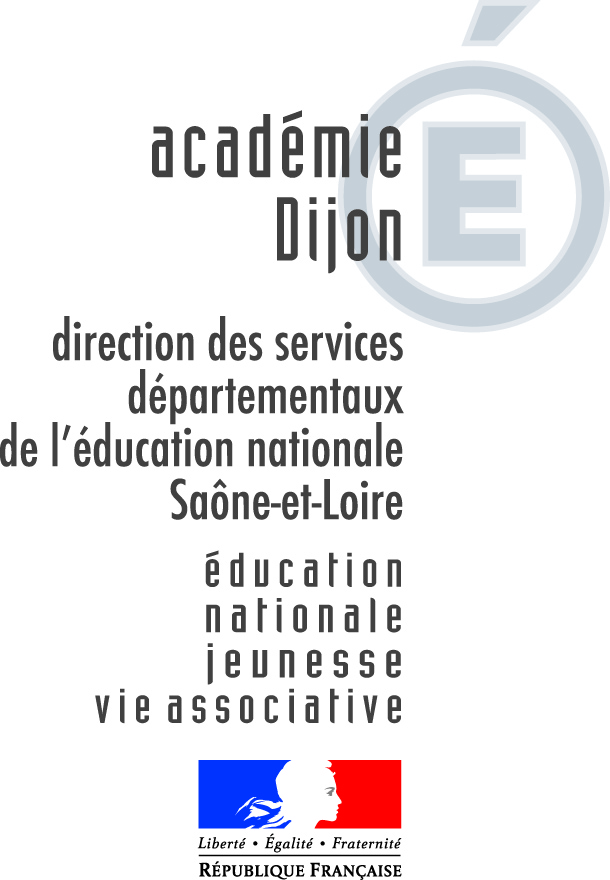 É
académie
Dijon
direction des services
départementaux
de l’éducation nationale
Saône-et-Loire
éducation
nationale
jeunesse
vie associative
Liberté • Égalité • Fraternité
RÉPUBLIQUE FRANÇAISE